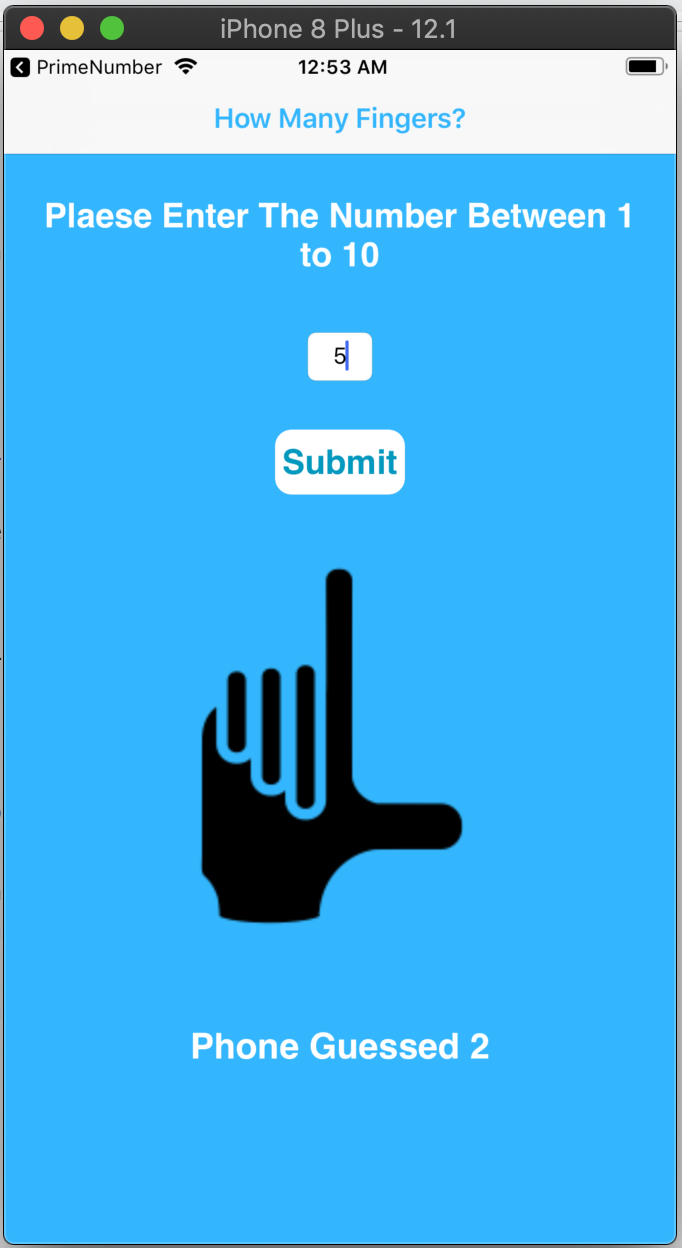 iPhone 8 Plus - 12.1
PrimeNumber 12:53 AM
How Many Fingers?
Plaese Enter The Number Between 1
to 10
5
Submit
Phone Guessed 2